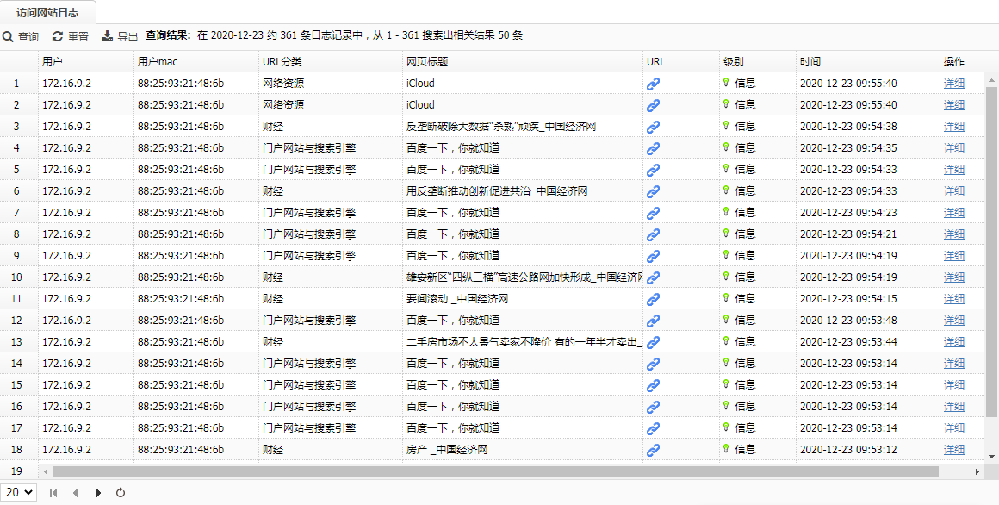 访问网站日志
查询 重置 导出 查询结果：在 2020-12-23 约 361 条日志记录中，从 1 - 361 搜索出相关结果 50 条
用户 用户mac URL分类 网页标题 URL 级别 时间 操作
1 172.16.9.2 88:25:93:21:48:6b 网络资源 iCloud 信息 2020-12-23 09:55:40 详细
2 172.16.9.2 88:25:93:21:48:6b 网络资源 iCloud 信息 2020-12-23 09:55:40 详细
3 172.16.9.2 88:25:93:21:48:6b 财经 反垄断破除大数据“杀熟”顽疾_中国经济网 信息 2020-12-23 09:54:38 详细
4 172.16.9.2 88:25:93:21:48:6b 门户网站与搜索引擎 百度一下，你就知道 信息 2020-12-23 09:54:35 详细
5 172.16.9.2 88:25:93:21:48:6b 门户网站与搜索引擎 百度一下，你就知道 信息 2020-12-23 09:54:33 详细
6 172.16.9.2 88:25:93:21:48:6b 财经 用反垄断推动创新促进共治_中国经济网 信息 2020-12-23 09:54:33 详细
7 172.16.9.2 88:25:93:21:48:6b 门户网站与搜索引擎 百度一下，你就知道 信息 2020-12-23 09:54:23 详细
8 172.16.9.2 88:25:93:21:48:6b 门户网站与搜索引擎 百度一下，你就知道 信息 2020-12-23 09:54:21 详细
9 172.16.9.2 88:25:93:21:48:6b 门户网站与搜索引擎 百度一下，你就知道 信息 2020-12-23 09:54:19 详细
10 172.16.9.2 88:25:93:21:48:6b 财经 雄安新区“四纵三横”高速公路网加快形成_中国经济网 信息 2020-12-23 09:54:19 详细
11 172.16.9.2 88:25:93:21:48:6b 财经 要闻滚动 _中国经济网 信息 2020-12-23 09:54:15 详细
12 172.16.9.2 88:25:93:21:48:6b 门户网站与搜索引擎 百度一下，你就知道 信息 2020-12-23 09:53:48 详细
13 172.16.9.2 88:25:93:21:48:6b 财经 二手房市场不太景气卖家不降价 有的一年半才卖出_ 信息 2020-12-23 09:53:44 详细
14 172.16.9.2 88:25:93:21:48:6b 门户网站与搜索引擎 百度一下，你就知道 信息 2020-12-23 09:53:14 详细
15 172.16.9.2 88:25:93:21:48:6b 门户网站与搜索引擎 百度一下，你就知道 信息 2020-12-23 09:53:14 详细
16 172.16.9.2 88:25:93:21:48:6b 门户网站与搜索引擎 百度一下，你就知道 信息 2020-12-23 09:53:14 详细
17 172.16.9.2 88:25:93:21:48:6b 门户网站与搜索引擎 百度一下，你就知道 信息 2020-12-23 09:53:14 详细
18 172.16.9.2 88:25:93:21:48:6b 财经 房产 _中国经济网 信息 2020-12-23 09:53:12 详细
19
20